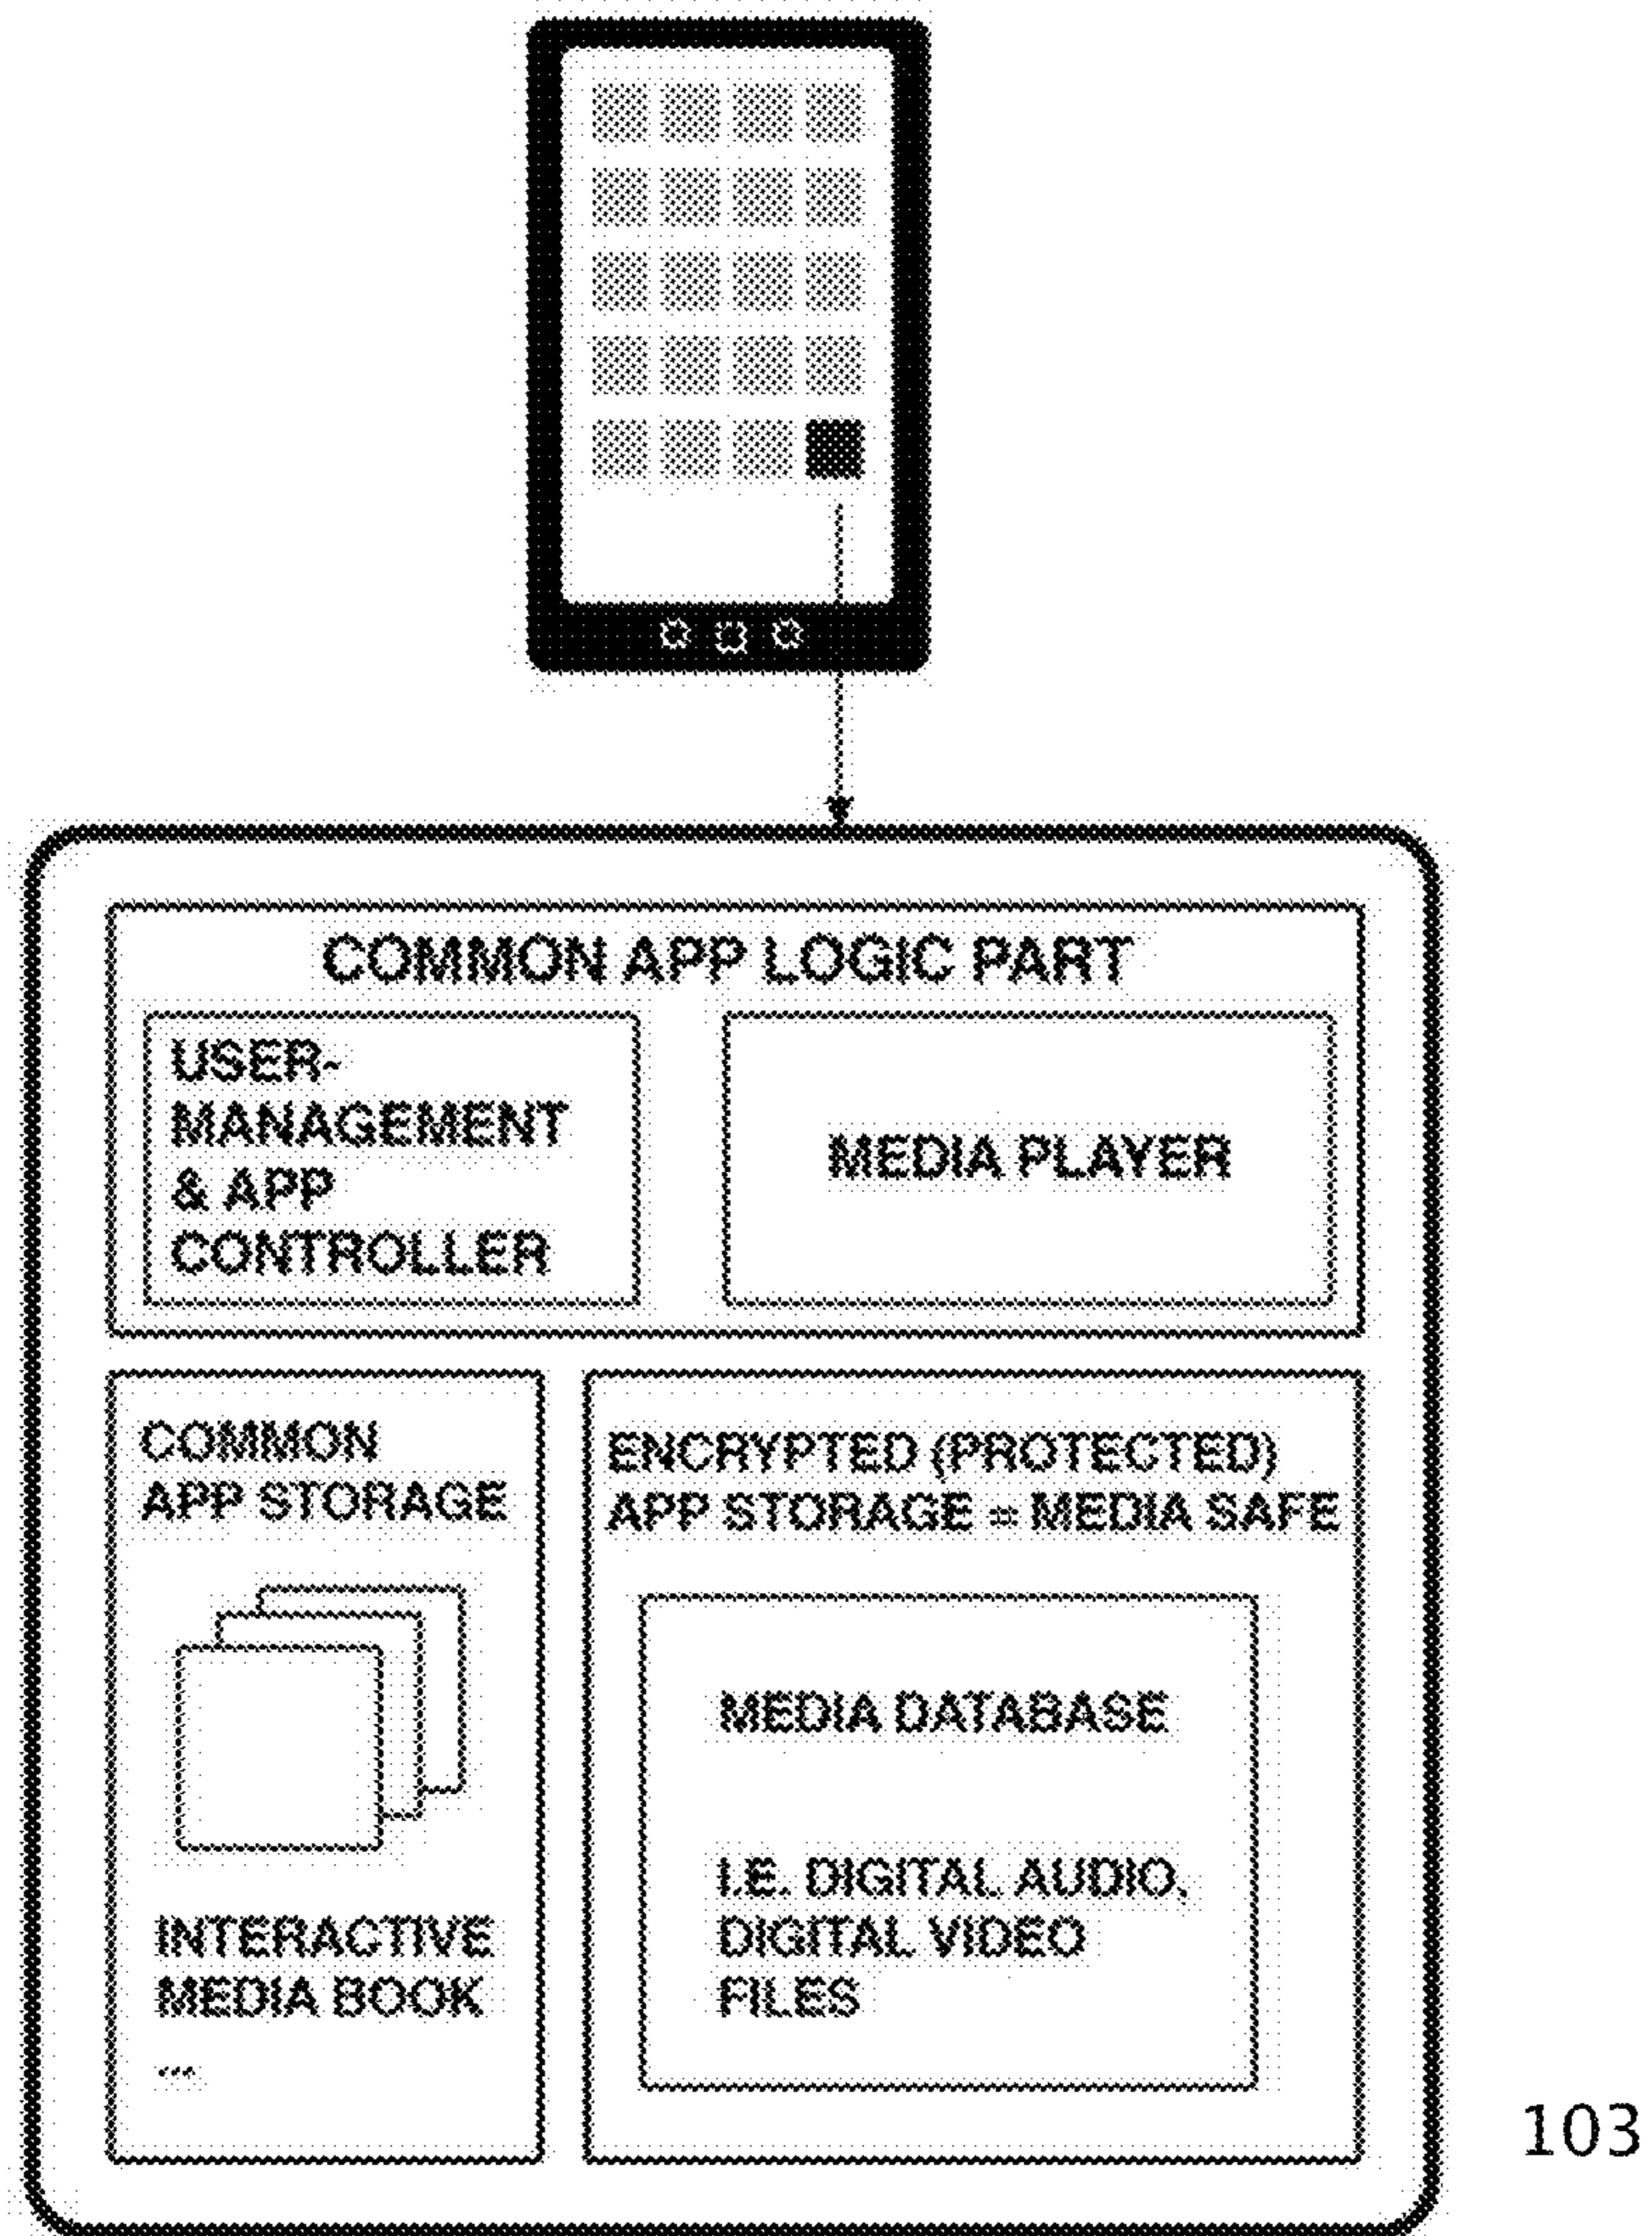 COMMON APP LOGIC PART
USER-
MANAGEMENT
& APP
CONTROLLER
MEDIA PLAYER
COMMON
APP STORAGE
INTERACTIVE
MEDIA BOOK
...
ENCRYPTED (PROTECTED)
APP STORAGE = MEDIA SAFE
MEDIA DATABASE
I.E. DIGITAL AUDIO,
DIGITAL VIDEO
FILES
103